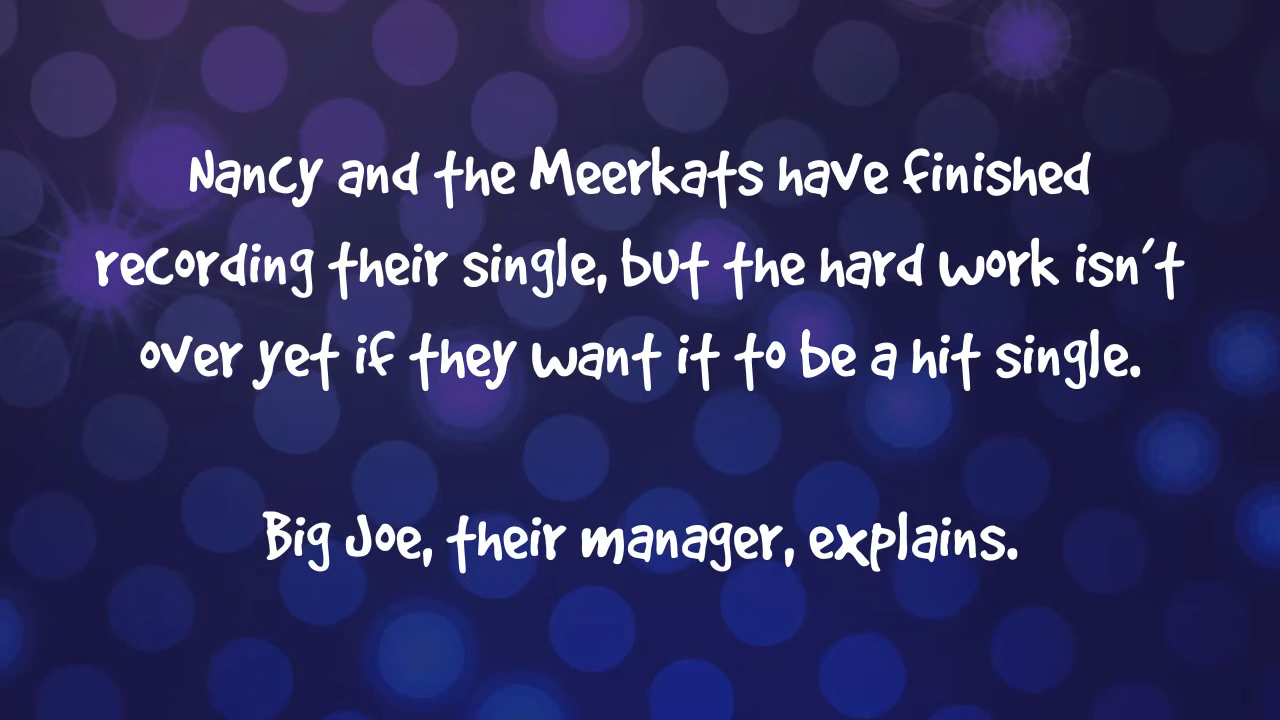 Nancy and the Meerkats have finished
recording their single, but the hard work isn't
over yet if they want it to be a hit single.
Big Joe, their manager, explains.